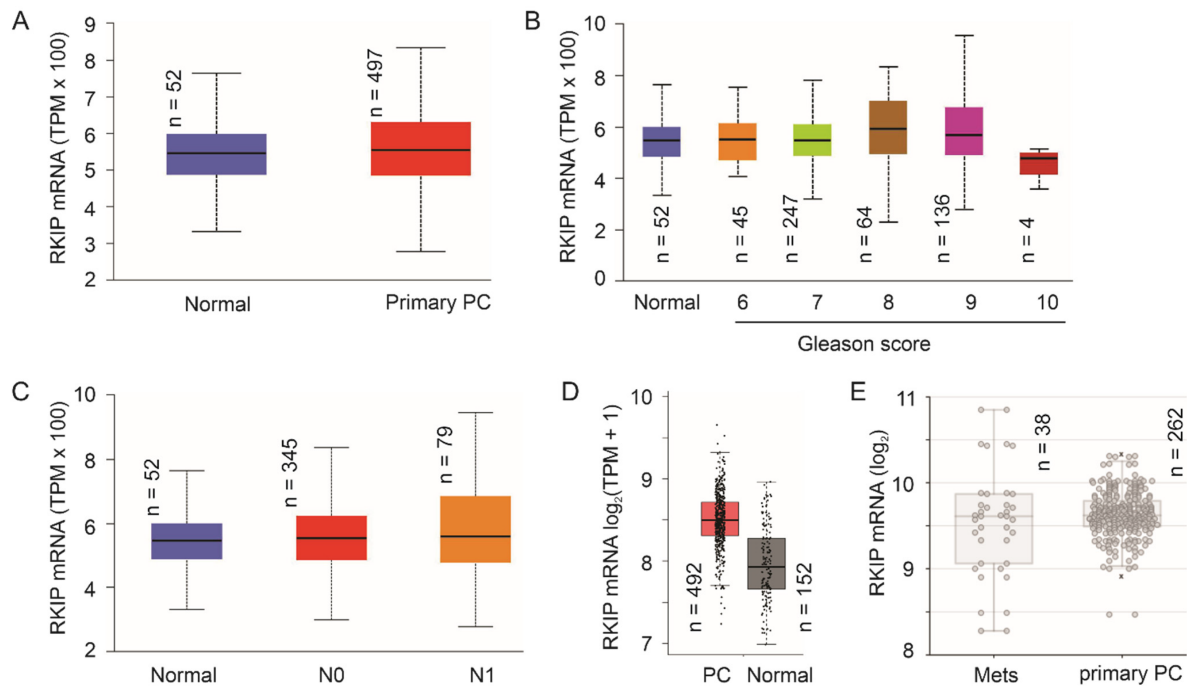 A
RKIP mRNA (TPM x 100)
9
8
7
6
5
4
3
2
n = 52
n = 497
Normal
Primary PC
B
RKIP mRNA (TPM x 100)
10
8
6
4
2
0
n = 52
n = 45
n = 247
n = 64
n = 136
n = 4
Normal
6
7
8
9
10
Gleason score
C
RKIP mRNA (TPM x 100)
10
8
6
4
2
n = 52
n = 345
n = 79
Normal
N0
N1
D
RKIP mRNA log₂(TPM + 1)
10
9
8
7
n = 492
n = 152
PC
Normal
E
RKIP mRNA (log₂)
11
10
9
8
n = 38
n = 262
Mets
primary PC